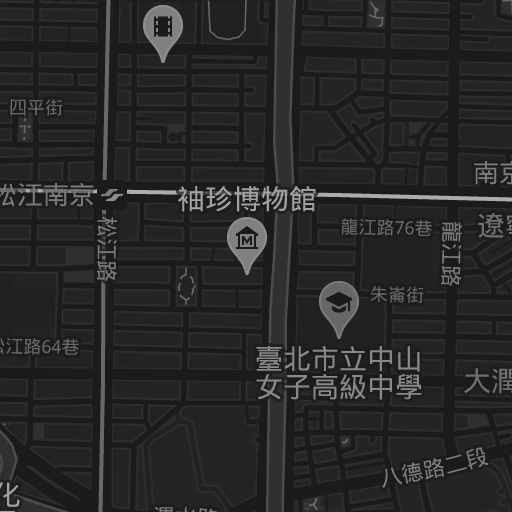 四平街
南京
松江南京
袖珍博物館
龍江路76巷
遼寧
松江路
龍江路
朱崙街
松江路64巷
臺北市立中山
女子高級中學
大潤
八德路二段
化